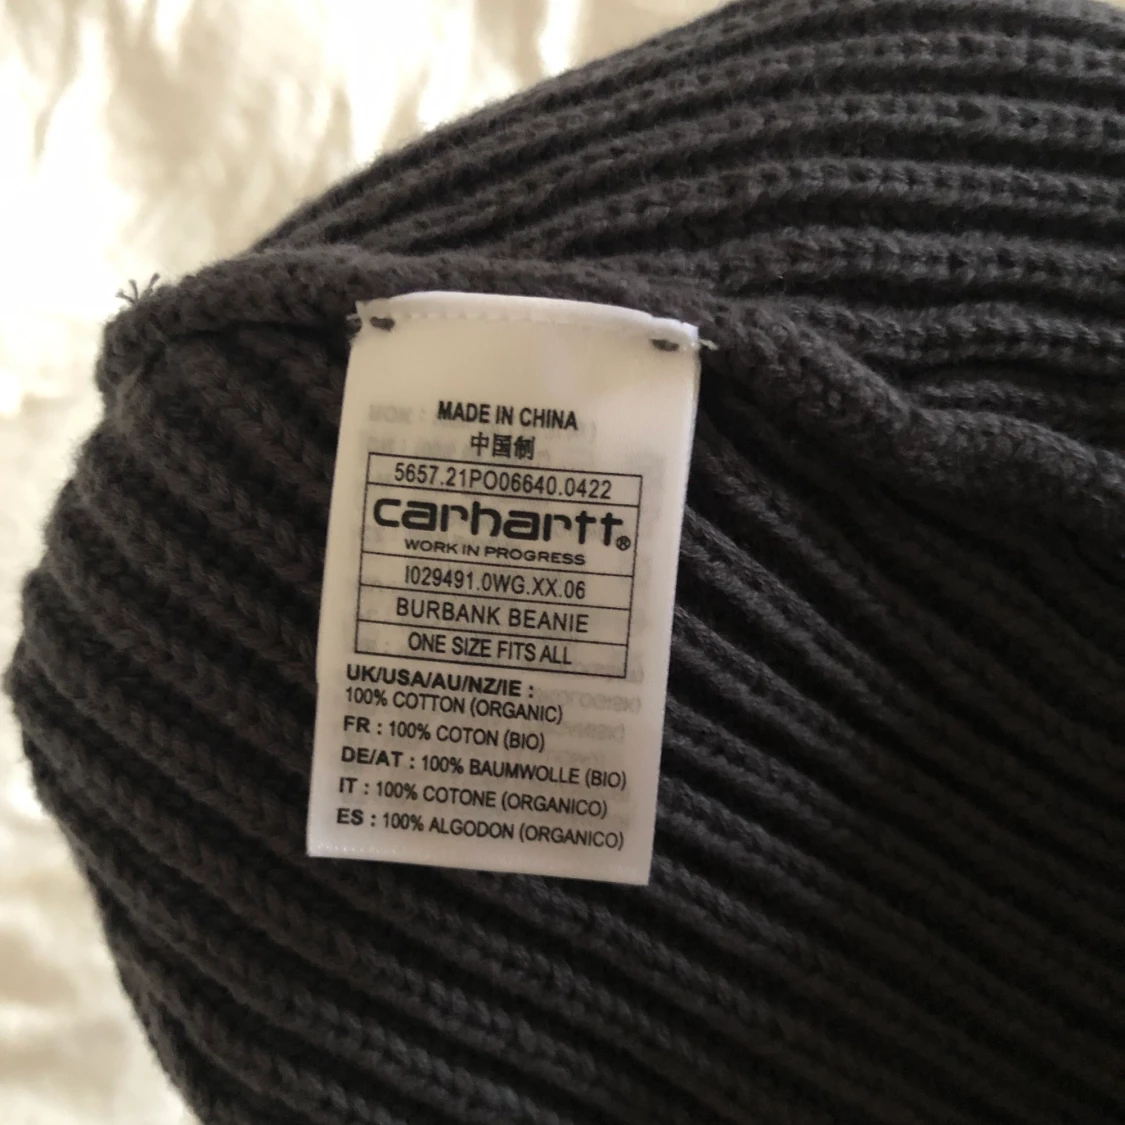 MADE IN CHINA
中国制
5657.21PO06640.0422
carhartt®
WORK IN PROGRESS
I029491.0WG.XX.06
BURBANK BEANIE
ONE SIZE FITS ALL
UK/USA/AU/NZ/IE :
100% COTTON (ORGANIC)
FR : 100% COTON (BIO)
DE/AT : 100% BAUMWOLLE (BIO)
IT : 100% COTONE (ORGANICO)
ES : 100% ALGODON (ORGANICO)